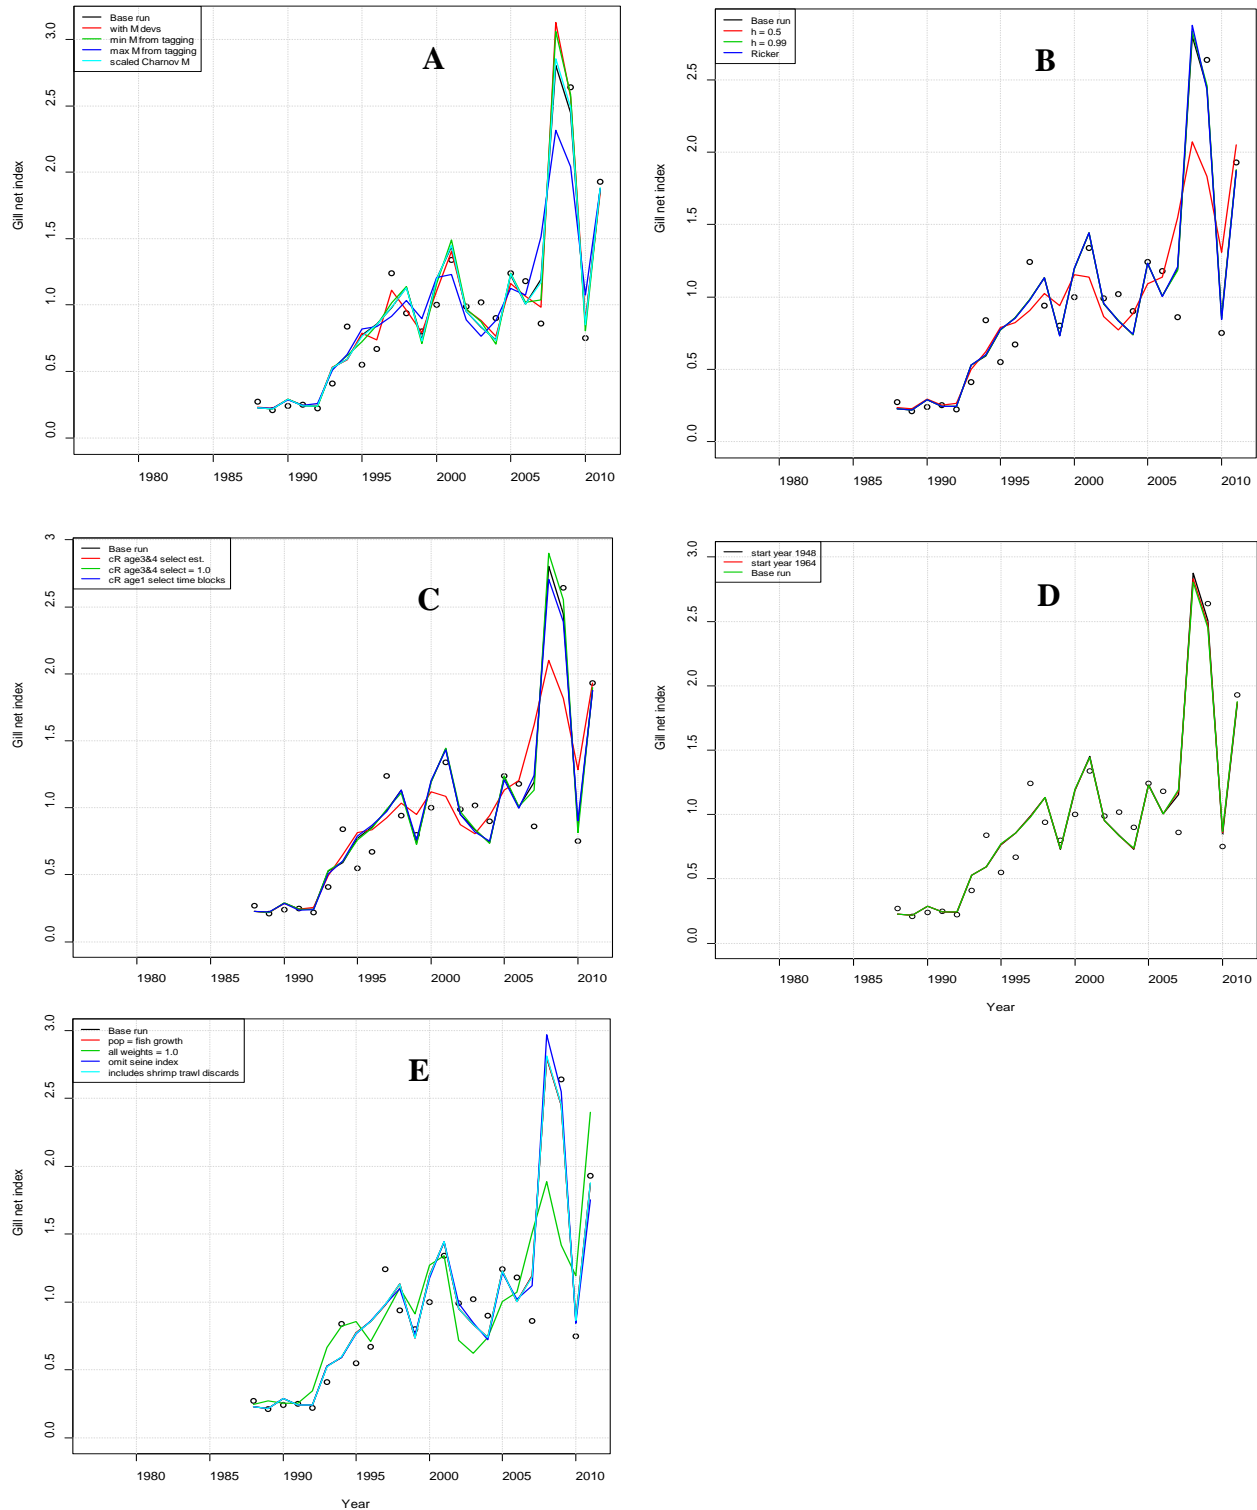 Base run
with M devs
min M from tagging
max M from tagging
scaled Charnov M
A
Gill net index
0.0 0.5 1.0 1.5 2.0 2.5 3.0
1980 1985 1990 1995 2000 2005 2010
Base run
h = 0.5
h = 0.99
Ricker
B
Gill net index
0.0 0.5 1.0 1.5 2.0 2.5
1980 1985 1990 1995 2000 2005 2010
Base run
cR age3&4 select est.
cR age3&4 select = 1.0
cR age1 select time blocks
C
Gill net index
0.0 0.5 1.0 1.5 2.0 2.5 3
1980 1985 1990 1995 2000 2005 2010
start year 1948
start year 1964
Base run
D
Gill net index
0.0 0.5 1.0 1.5 2.0 2.5 3.0
1980 1985 1990 1995 2000 2005 2010
Year
Base run
pop = fish growth
all weights = 1.0
omit seine index
includes shrimp trawl discards
E
Gill net index
0.0 0.5 1.0 1.5 2.0 2.5 3.0
1980 1985 1990 1995 2000 2005 2010
Year